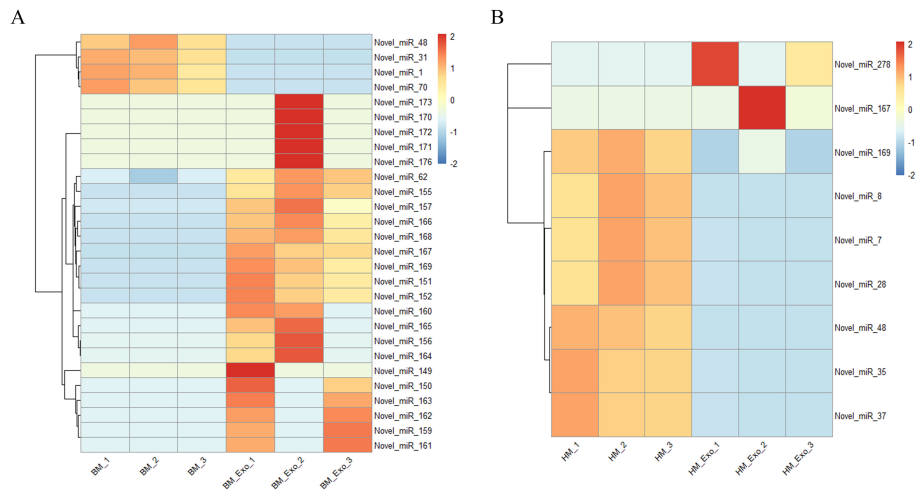 A
Novel_miR_48
Novel_miR_31
Novel_miR_1
Novel_miR_70
Novel_miR_173
Novel_miR_170
Novel_miR_172
Novel_miR_171
Novel_miR_176
Novel_miR_62
Novel_miR_155
Novel_miR_157
Novel_miR_166
Novel_miR_168
Novel_miR_167
Novel_miR_169
Novel_miR_151
Novel_miR_152
Novel_miR_160
Novel_miR_165
Novel_miR_156
Novel_miR_164
Novel_miR_149
Novel_miR_150
Novel_miR_163
Novel_miR_162
Novel_miR_159
Novel_miR_161
2
1
0
-1
-2
BM_1
BM_2
BM_3
BM_Exo_1
BM_Exo_2
BM_Exo_3
B
Novel_miR_278
Novel_miR_167
Novel_miR_169
Novel_miR_8
Novel_miR_7
Novel_miR_28
Novel_miR_48
Novel_miR_35
Novel_miR_37
2
1
0
-1
-2
HM_1
HM_2
HM_3
HM_Exo_1
HM_Exo_2
HM_Exo_3